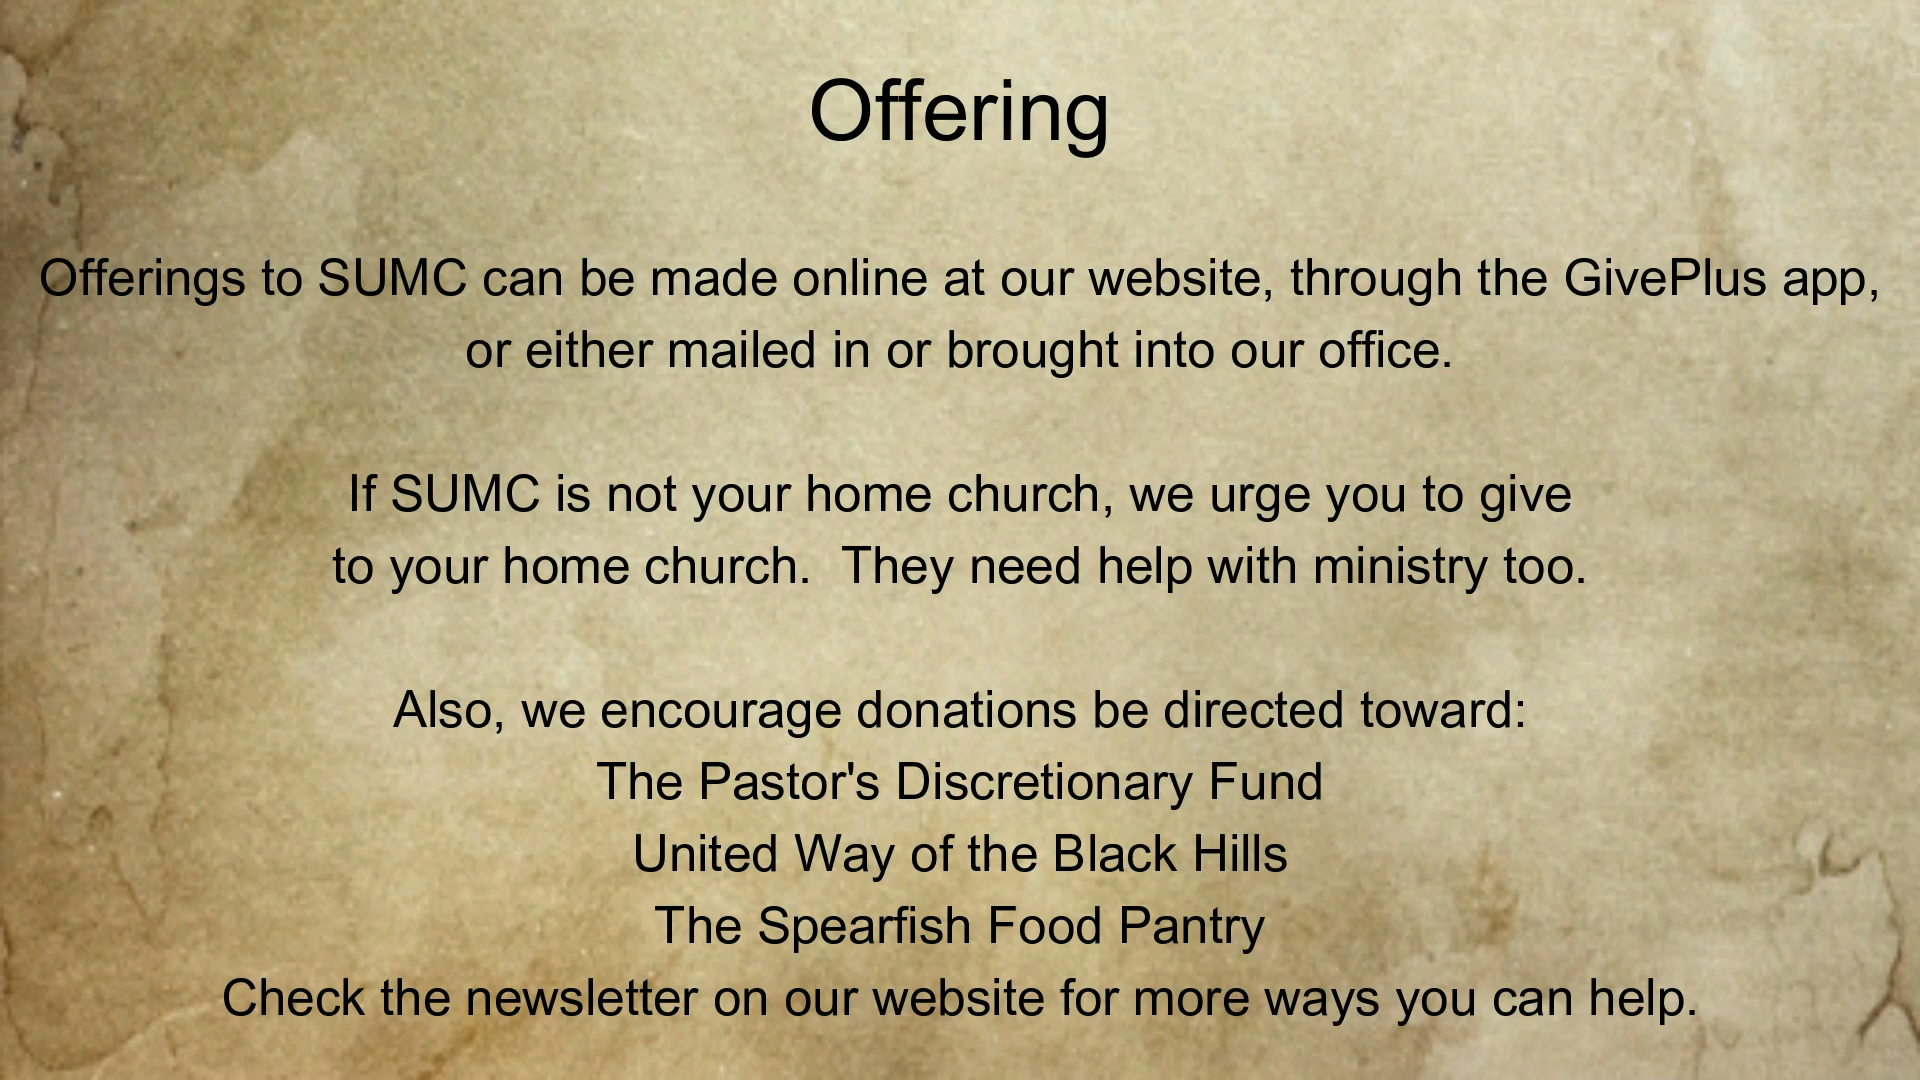 Offering
Offerings to SUMC can be made online at our website, through the GivePlus app,
or either mailed in or brought into our office.
If SUMC is not your home church, we urge you to give
to your home church.  They need help with ministry too.
Also, we encourage donations be directed toward:
The Pastor's Discretionary Fund
United Way of the Black Hills
The Spearfish Food Pantry
Check the newsletter on our website for more ways you can help.